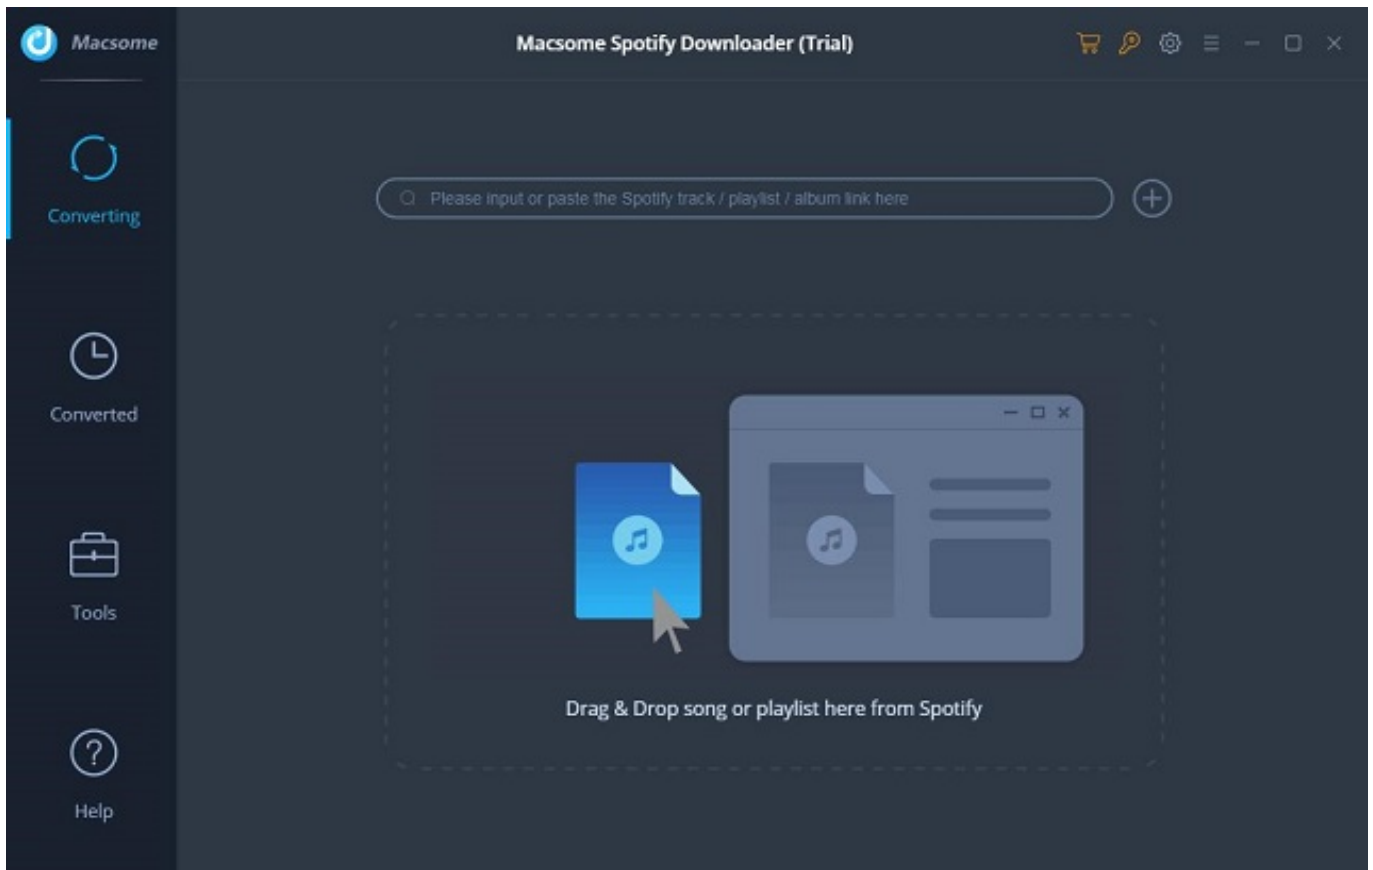 Macsome
Macsome Spotify Downloader (Trial)
Converting
Please input or paste the Spotify track / playlist / album link here
Converted
Tools
Drag & Drop song or playlist here from Spotify
Help